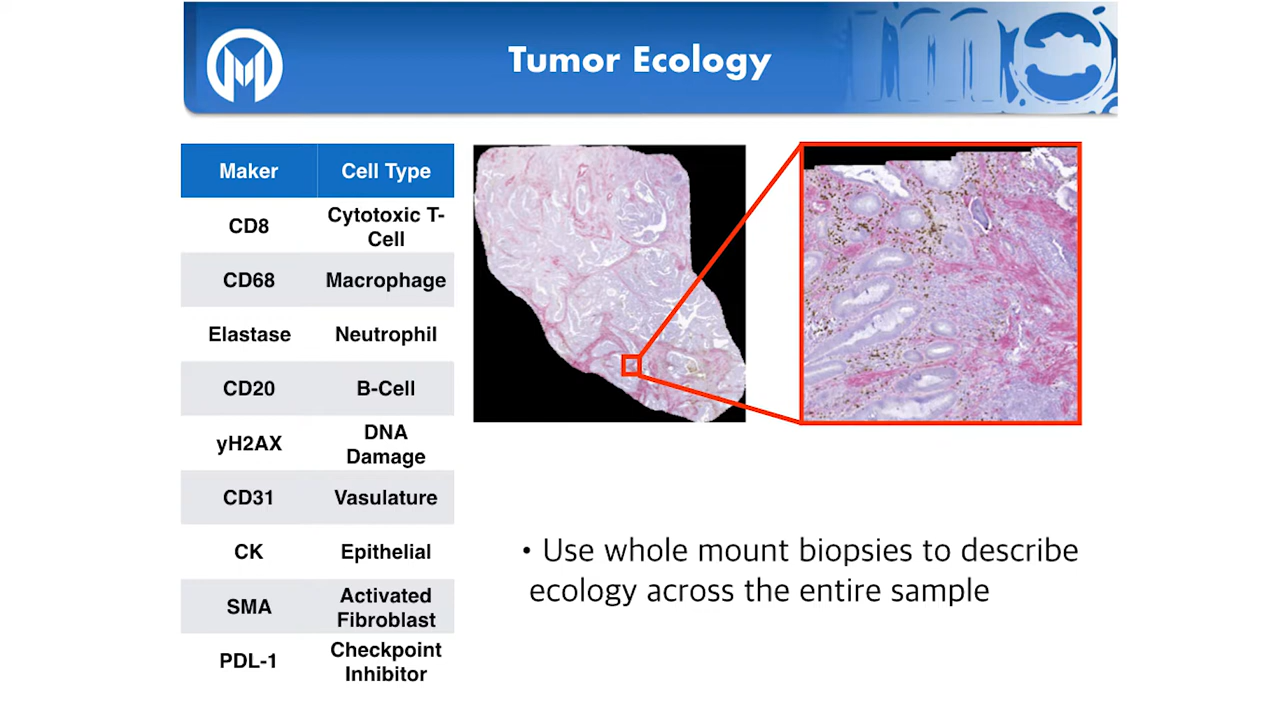 Tumor Ecology
Maker Cell Type
CD8 Cytotoxic T-
Cell
CD68 Macrophage
Elastase Neutrophil
CD20 B-Cell
yH2AX DNA
Damage
CD31 Vasulature
CK Epithelial
SMA Activated
Fibroblast
PDL-1 Checkpoint
Inhibitor
• Use whole mount biopsies to describe
ecology across the entire sample